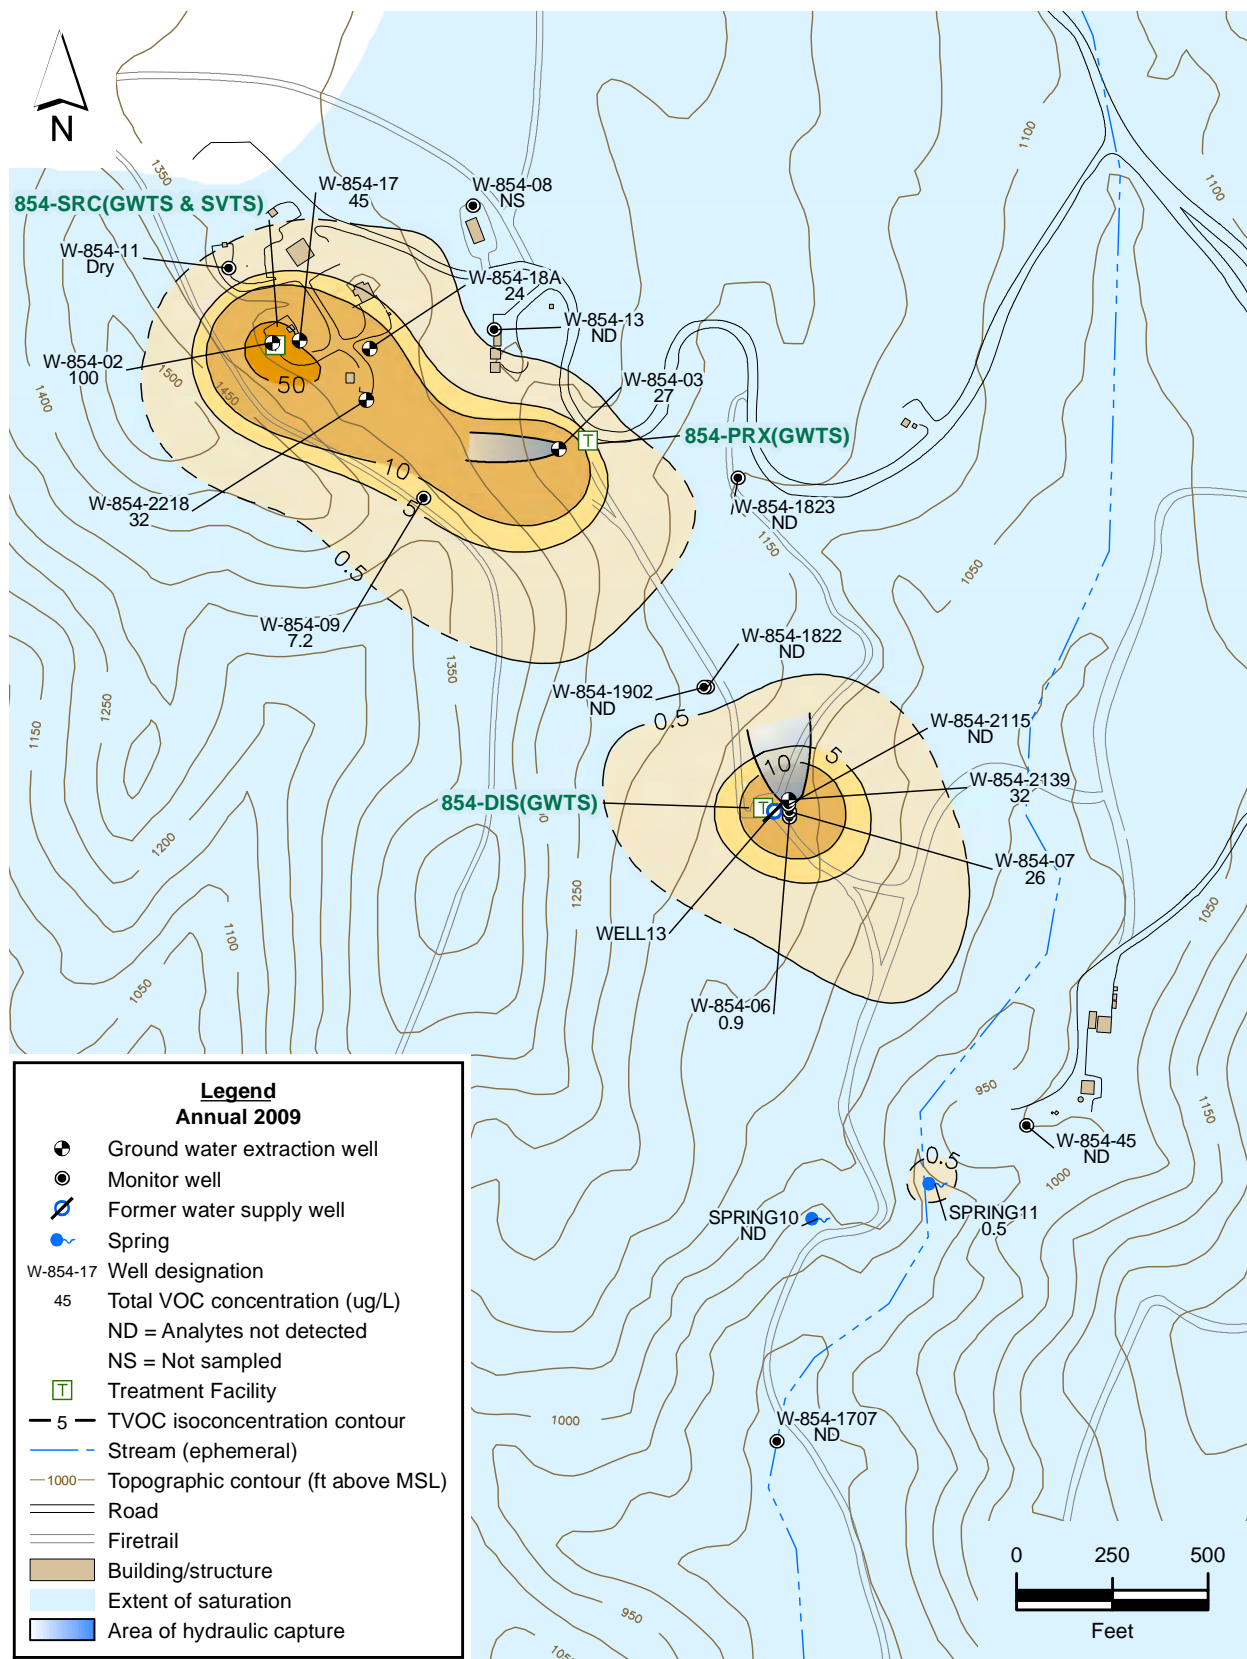 N
1350
1100
1100
W-854-17
45
W-854-08
NS
854-SRC(GWTS & SVTS)
W-854-11
Dry
W-854-18A
24
W-854-13
ND
W-854-02
100
1500
1450
1400
50
W-854-03
27
854-PRX(GWTS)
10
5
W-854-2218
32
W-854-1823
ND
1150
1050
0.5
W-854-09
7.2
1350
W-854-1822
ND
W-854-1902
ND
0.5
1250
1150
W-854-2115
ND
10
5
W-854-2139
32
854-DIS(GWTS)
1200
W-854-07
26
1250
1100
WELL13
1050
1050
W-854-06
0.9
950
1150
W-854-45
ND
1000
0.5
SPRING11
0.5
SPRING10
ND
1000
W-854-1707
ND
950
Legend
Annual 2009
Ground water extraction well
Monitor well
Former water supply well
Spring
W-854-17 Well designation
45 Total VOC concentration (ug/L)
ND = Analytes not detected
NS = Not sampled
T Treatment Facility
5 TVOC isoconcentration contour
Stream (ephemeral)
1000 Topographic contour (ft above MSL)
Road
Firetrail
Building/structure
Extent of saturation
Area of hydraulic capture
0 250 500
Feet